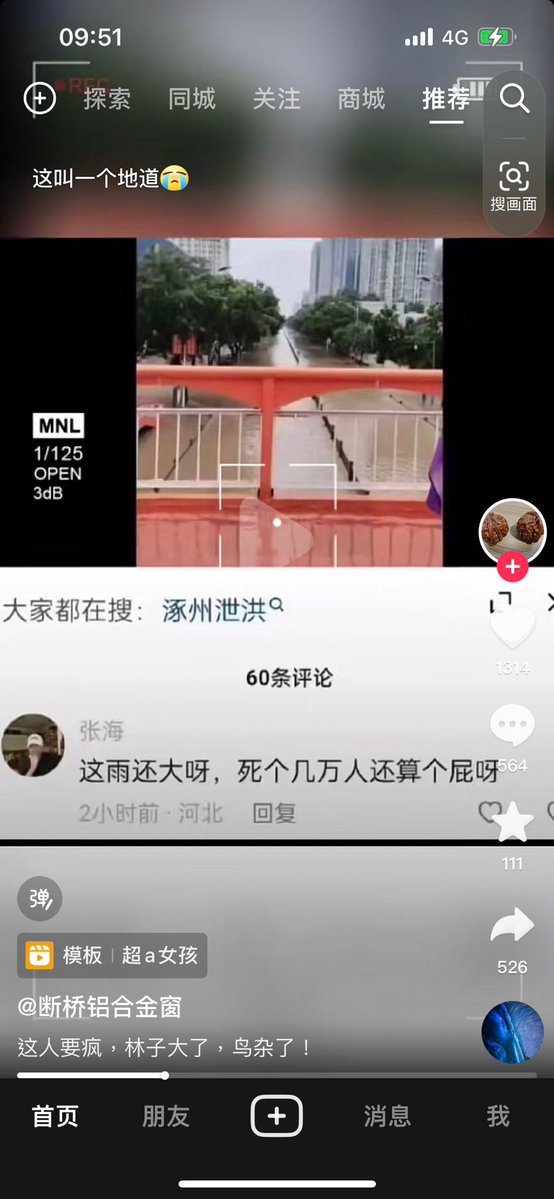 09:51
4G
REC
探索
同城
关注
商城
推荐
搜画面
这叫一个地道😭
MNL
1/125
OPEN
3dB
大家都在搜：涿州泄洪
60条评论
张海
这雨还大呀，死个几万人还算个屁呀
2小时前·河北 回复
1314
564
111
526
弹
模板 | 超a女孩
@断桥铝合金窗
这人要疯，林子大了，鸟杂了！
首页
朋友
消息
我